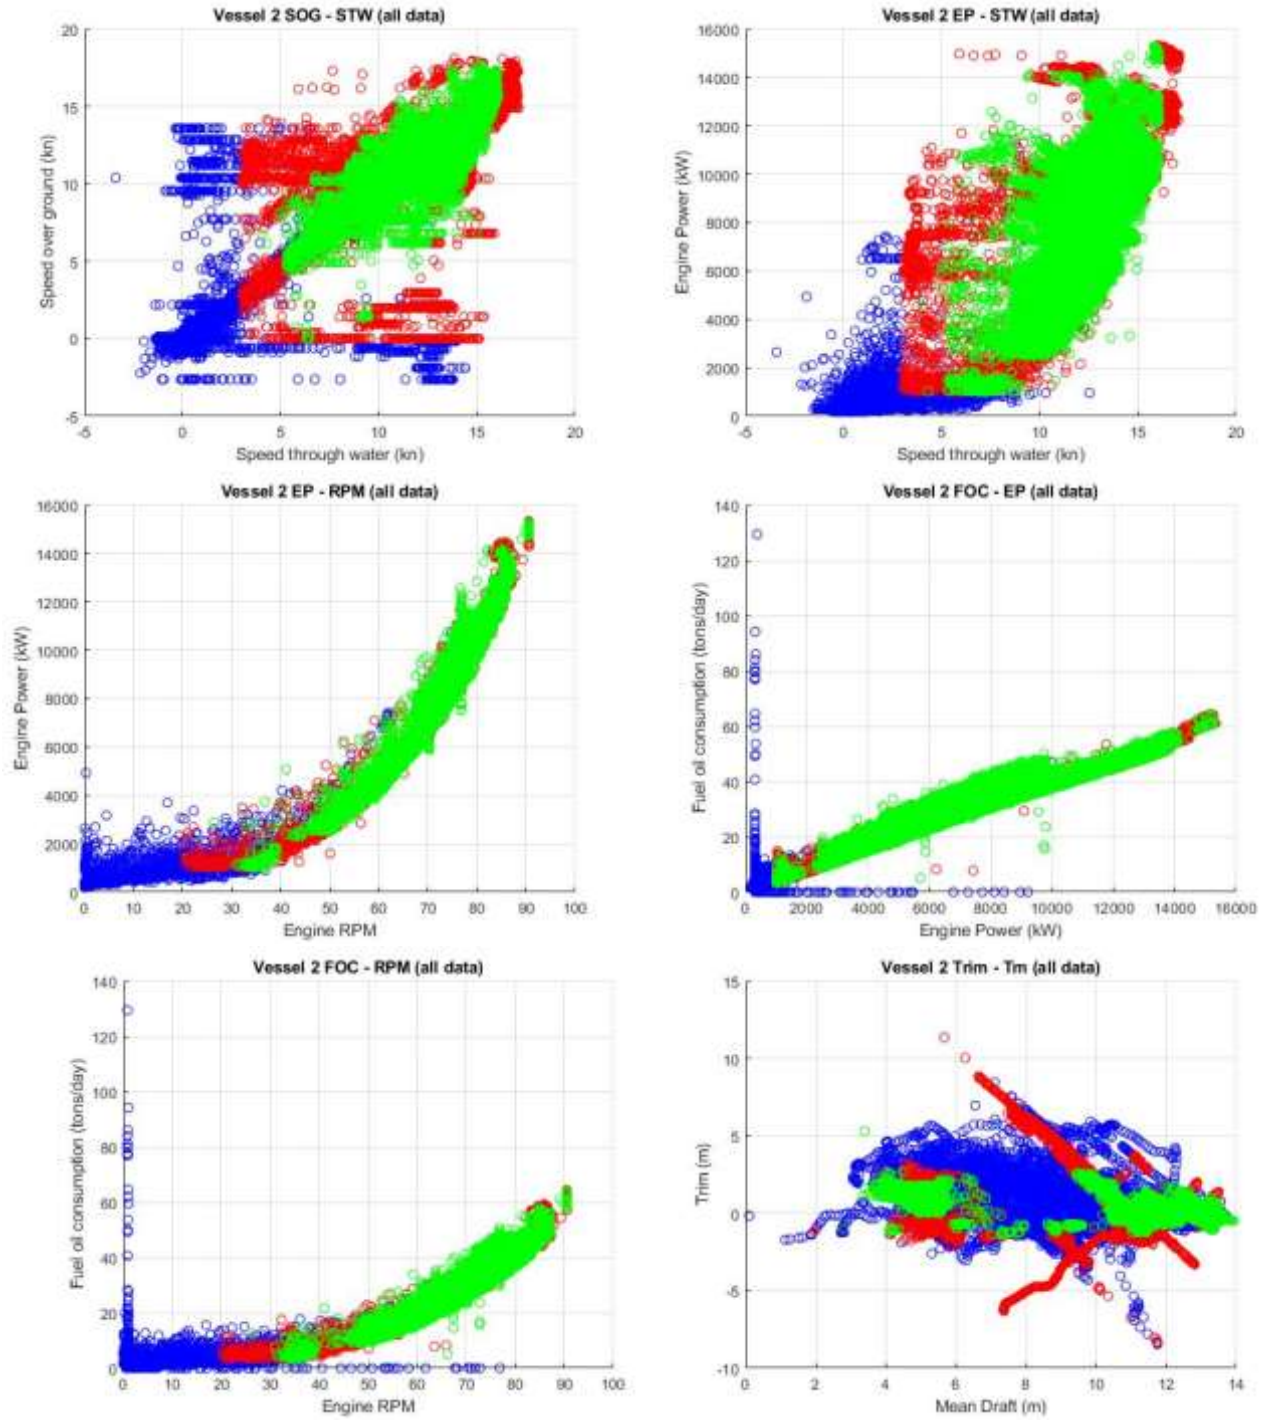 Vessel 2 SOG - STW (all data)
20
15
10
5
0
-5
-5 0 5 10 15 20
Speed over ground (kn)
Speed through water (kn)
Vessel 2 EP - STW (all data)
16000
14000
12000
10000
8000
6000
4000
2000
0
-5 0 5 10 15 20
Engine Power (kW)
Speed through water (kn)
Vessel 2 EP - RPM (all data)
16000
14000
12000
10000
8000
6000
4000
2000
0
0 10 20 30 40 50 60 70 80 90 100
Engine Power (kW)
Engine RPM
Vessel 2 FOC - EP (all data)
140
120
100
80
60
40
20
0
0 2000 4000 6000 8000 10000 12000 14000 16000
Fuel oil consumption (tons/day)
Engine Power (kW)
Vessel 2 FOC - RPM (all data)
140
120
100
80
60
40
20
0
0 10 20 30 40 50 60 70 80 90 100
Fuel oil consumption (tons/day)
Engine RPM
Vessel 2 Trim - Tm (all data)
15
10
5
0
-5
-10
0 2 4 6 8 10 12 14
Trim (m)
Mean Draft (m)